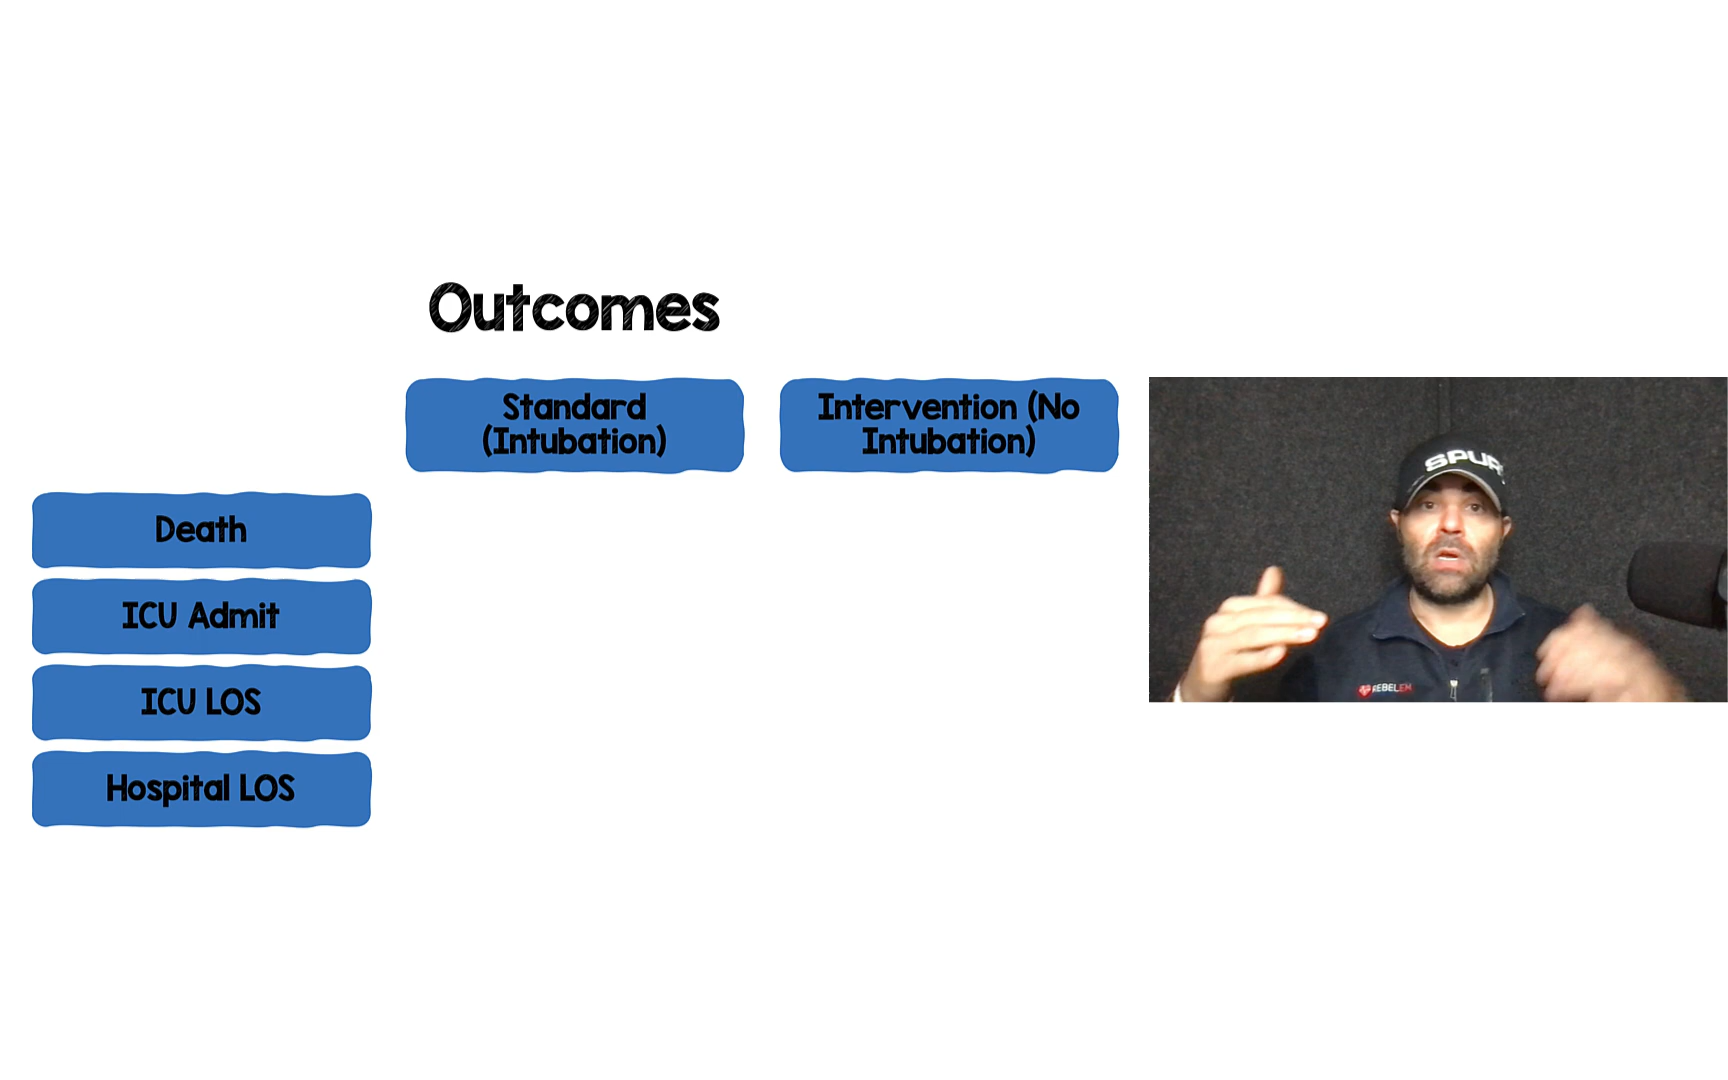 Outcomes
Standard
(Intubation)
Intervention (No
Intubation)
Death
ICU Admit
ICU LOS
Hospital LOS
SPUR
REBELEM